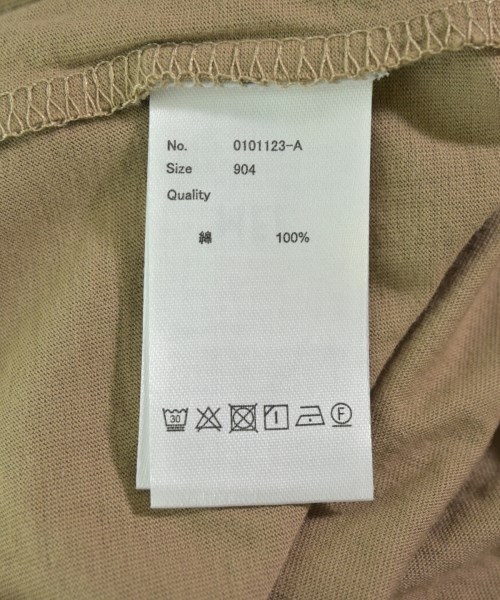 No. 0101123-A
Size 904
Quality
綿 100%
30 F